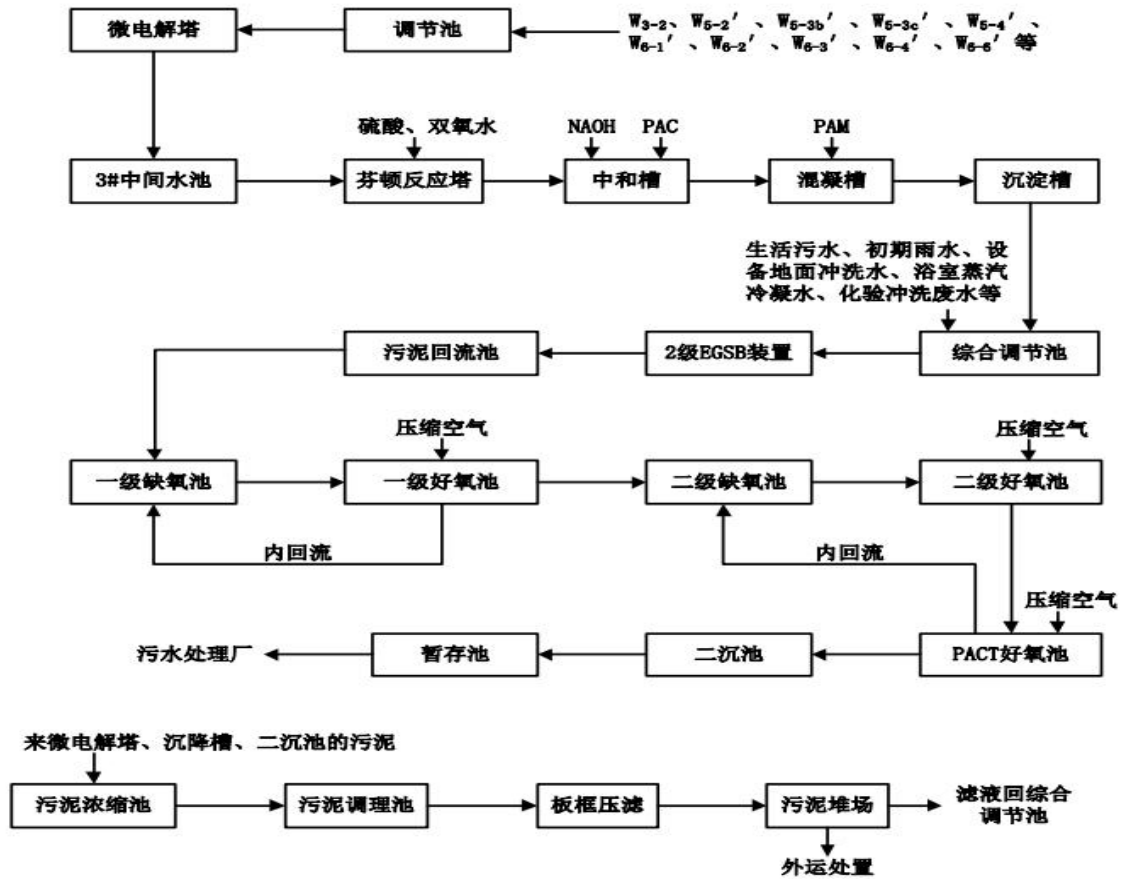 微电解塔
调节池
W3-2、W5-2′、W5-3b′、W5-3c′、W5-4′、
W6-1′、W6-2′、W6-3′、W6-4′、W6-6′等
硫酸、双氧水
NAOH
PAC
PAM
3#中间水池
芬顿反应塔
中和槽
混凝槽
沉淀槽
生活污水、初期雨水、设
备地面冲洗水、浴室蒸汽
冷凝水、化验冲洗废水等
污泥回流池
2级EGSB装置
综合调节池
压缩空气
压缩空气
一级缺氧池
一级好氧池
二级缺氧池
二级好氧池
内回流
内回流
压缩空气
污水处理厂
暂存池
二沉池
PACT好氧池
来微电解塔、沉降槽、二沉池的污泥
污泥浓缩池
污泥调理池
板框压滤
污泥堆场
滤液回综合
调节池
外运处置